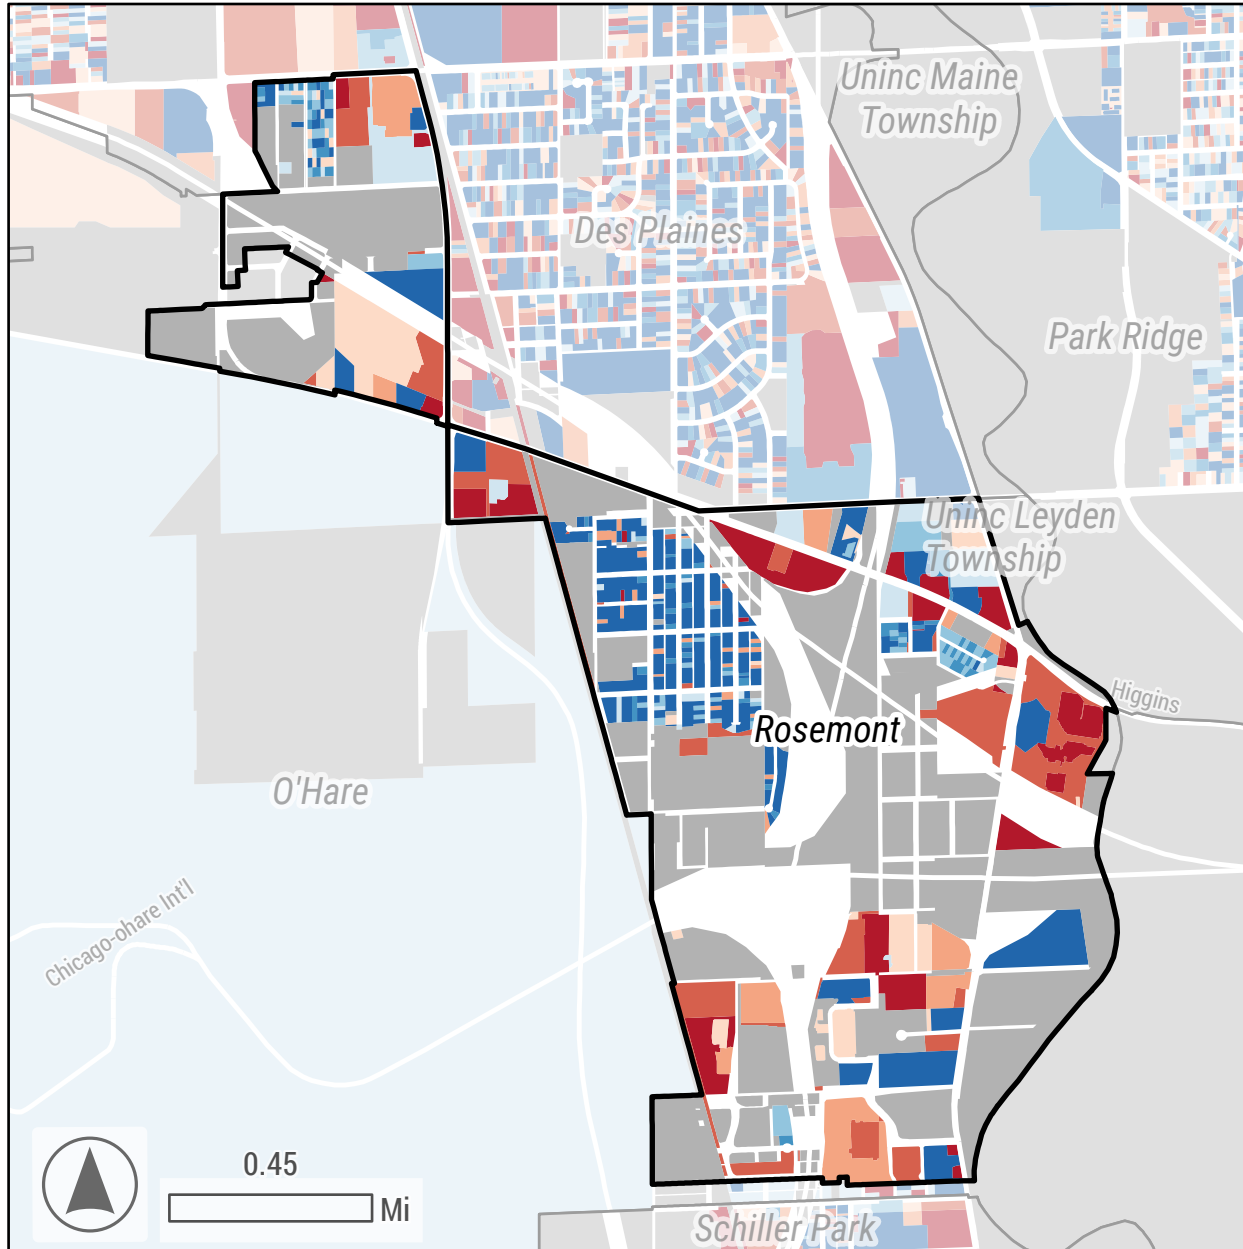 Uninc Maine
Township
Des Plaines
Park Ridge
Uninc Leyden
Township
Higgins
Rosemont
O'Hare
Chicago-ohare Int'l
0.45
Mi
Schiller Park